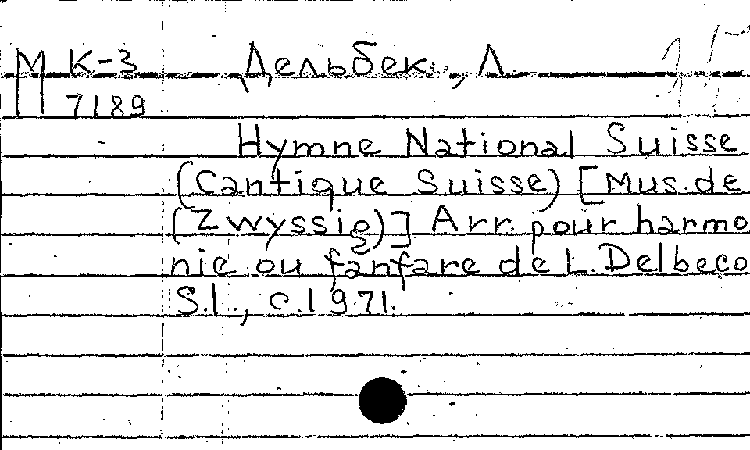 М К-3 Дельбек, Л.
7189
Hymne National Suisse
(Cantique Suisse) [Mus. de
(Zwyssig)] Arr. pour harmo
nie ou fanfare de L. Delbecq
S.l., c.1971.